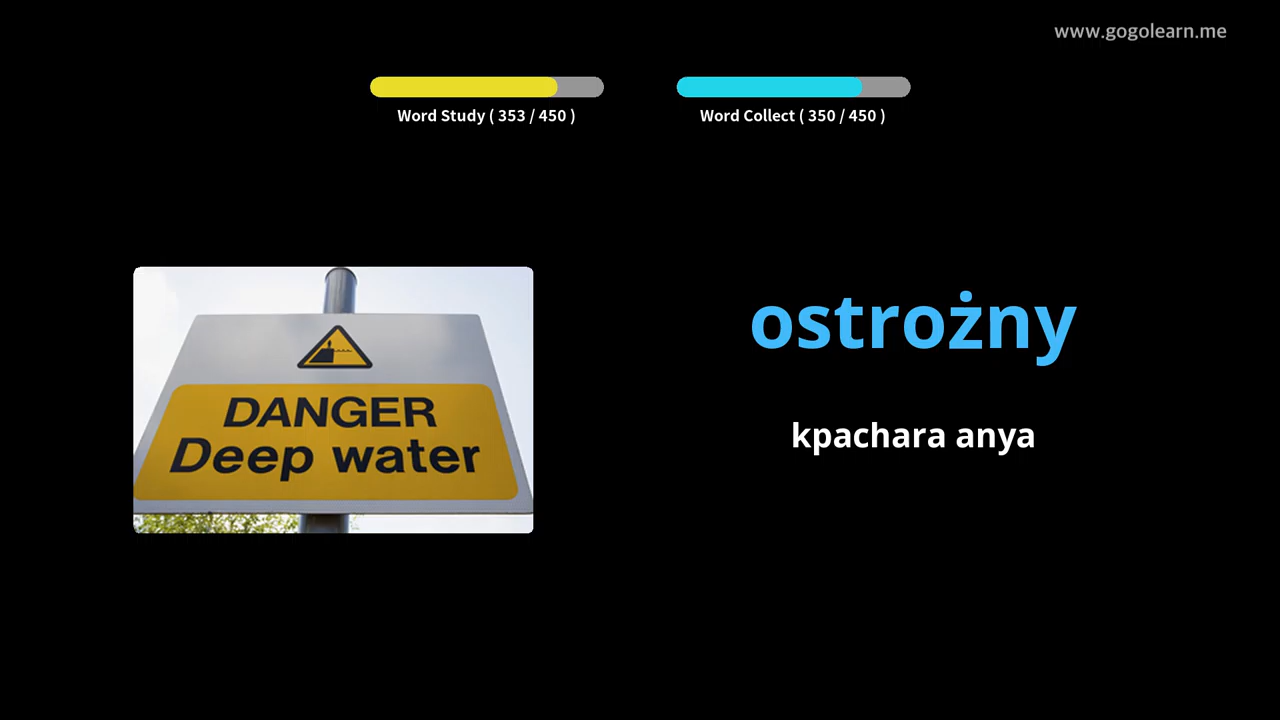 www.gogolearn.me
Word Study ( 353 / 450 )
Word Collect ( 350 / 450 )
ostrożny
kpachara anya
DANGER
Deep water